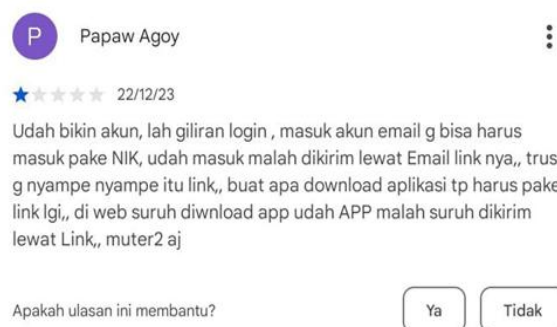 P
Papaw Agoy
22/12/23
Udah bikin akun, lah giliran login , masuk akun email g bisa harus
masuk pake NIK, udah masuk malah dikirim lewat Email link nya,, trus
g nyampe nyampe itu link,, buat apa download aplikasi tp harus pake
link lgi,, di web suruh diwnload app udah APP malah suruh dikirim
lewat Link,, muter2 aj
Apakah ulasan ini membantu?
Ya
Tidak